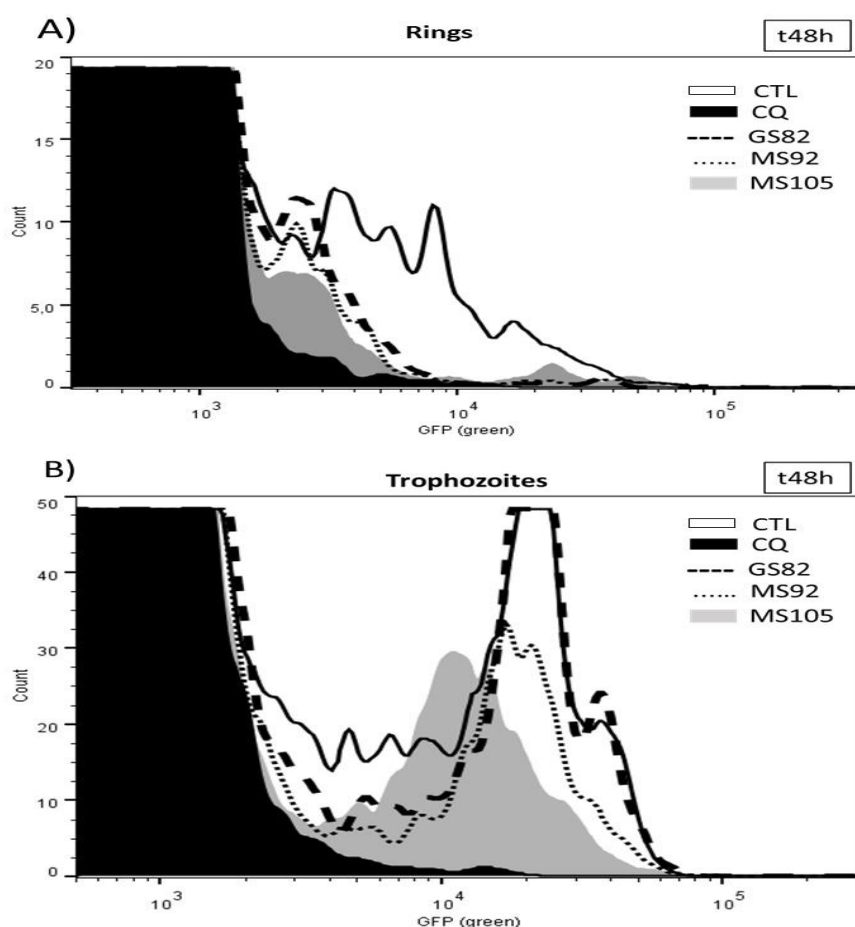 A)
Rings
t48h
20
15
10
5,0
0
Count
10³
10⁴
10⁵
GFP (green)
CTL
CQ
GS82
MS92
MS105
B)
Trophozoites
t48h
50
40
30
20
10
0
Count
10³
10⁴
10⁵
GFP (green)
CTL
CQ
GS82
MS92
MS105